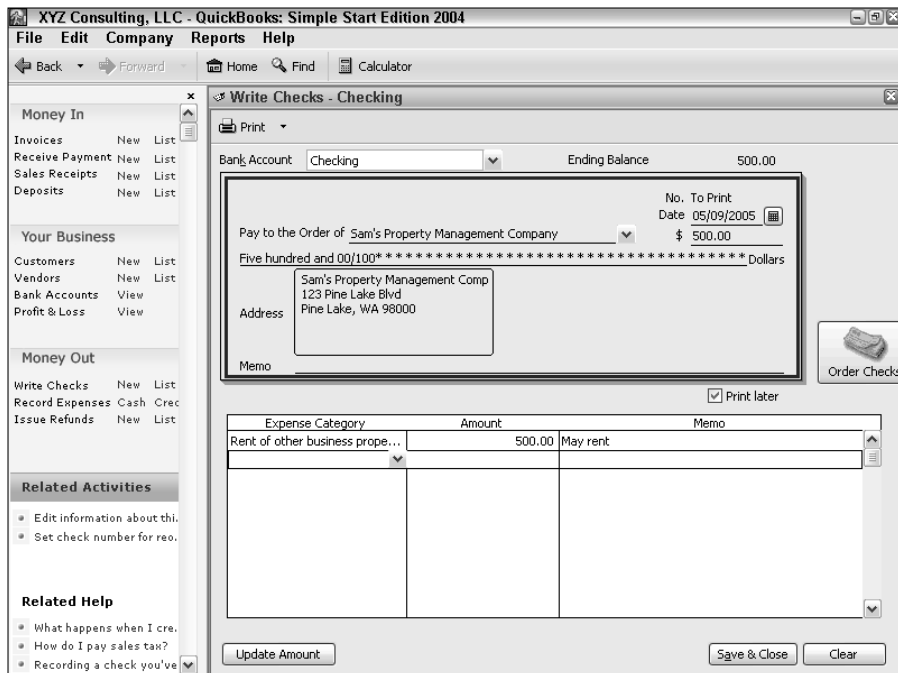 XYZ Consulting, LLC - QuickBooks: Simple Start Edition 2004
File Edit Company Reports Help
Back Forward Home Find Calculator
Money In
Invoices New List
Receive Payment New List
Sales Receipts New List
Deposits New List
Your Business
Customers New List
Vendors New List
Bank Accounts View
Profit & Loss View
Money Out
Write Checks New List
Record Expenses Cash Crec
Issue Refunds New List
Related Activities
Edit information about thi.
Set check number for reo.
Related Help
What happens when I cre.
How do I pay sales tax?
Recording a check you've
Write Checks - Checking
Print
Bank Account Checking Ending Balance 500.00
No. To Print
Date 05/09/2005
Pay to the Order of Sam's Property Management Company $ 500.00
Five hundred and 00/100* * * * * * * * * * * * * * * * * * * * * * * * * * * * * * * * * * * * * * Dollars
Sam's Property Management Comp
123 Pine Lake Blvd
Address Pine Lake, WA 98000
Memo
Order Checks
Print later
Expense Category Amount Memo
Rent of other business prope... 500.00 May rent
Update Amount Save & Close Clear